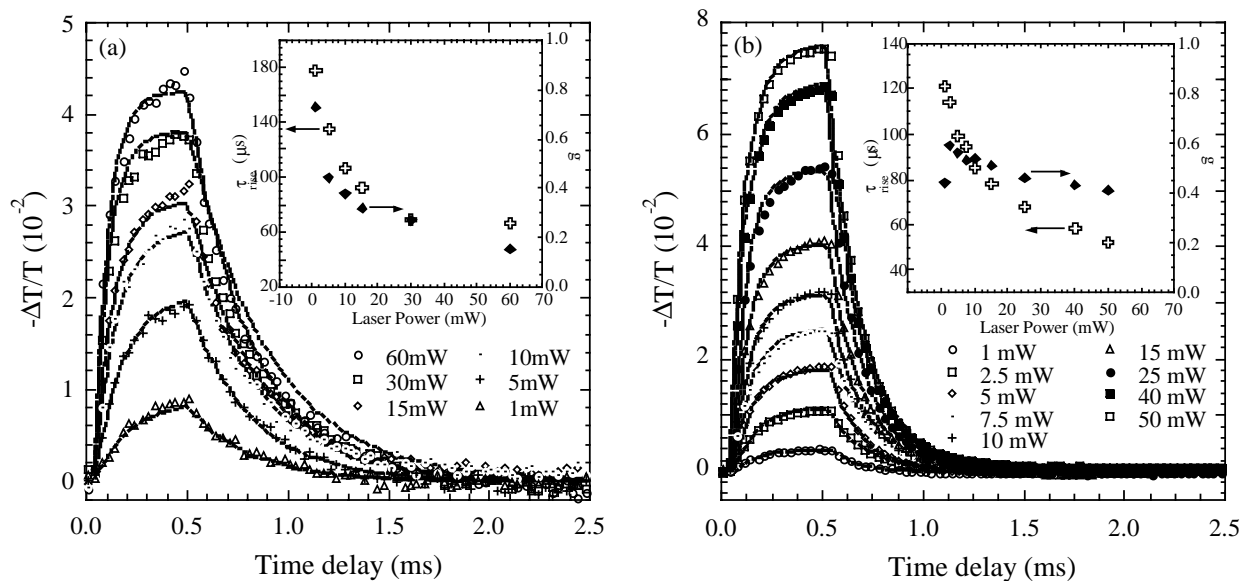 (a)
-ΔT/T (10⁻²)
5
4
3
2
1
0
0.0 0.5 1.0 1.5 2.0 2.5
Time delay (ms)
τrise (μs)
180
140
100
60
20
1.0
0.8
0.6
0.4
0.2
0.0
g
-10 0 10 20 30 40 50 60 70
Laser Power (mW)
60mW 10mW
30mW 5mW
15mW 1mW
(b)
-ΔT/T (10⁻²)
8
6
4
2
0
0.0 0.5 1.0 1.5 2.0 2.5
Time delay (ms)
τrise (μs)
140
120
100
80
60
40
1.0
0.8
0.6
0.4
0.2
0.0
g
0 10 20 30 40 50 60 70
Laser Power (mW)
1 mW 15 mW
2.5 mW 25 mW
5 mW 40 mW
7.5 mW 50 mW
10 mW